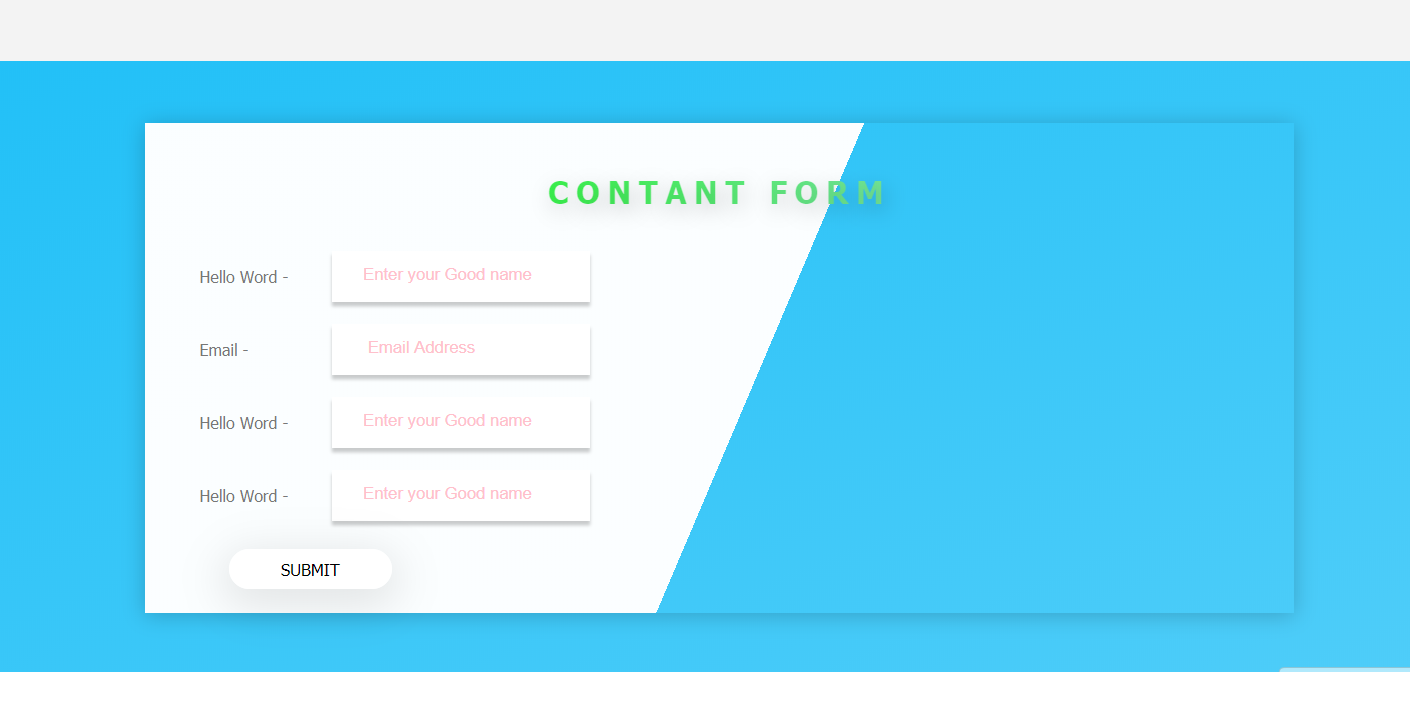 CONTANT FORM
Hello Word - Enter your Good name
Email - Email Address
Hello Word - Enter your Good name
Hello Word - Enter your Good name
SUBMIT